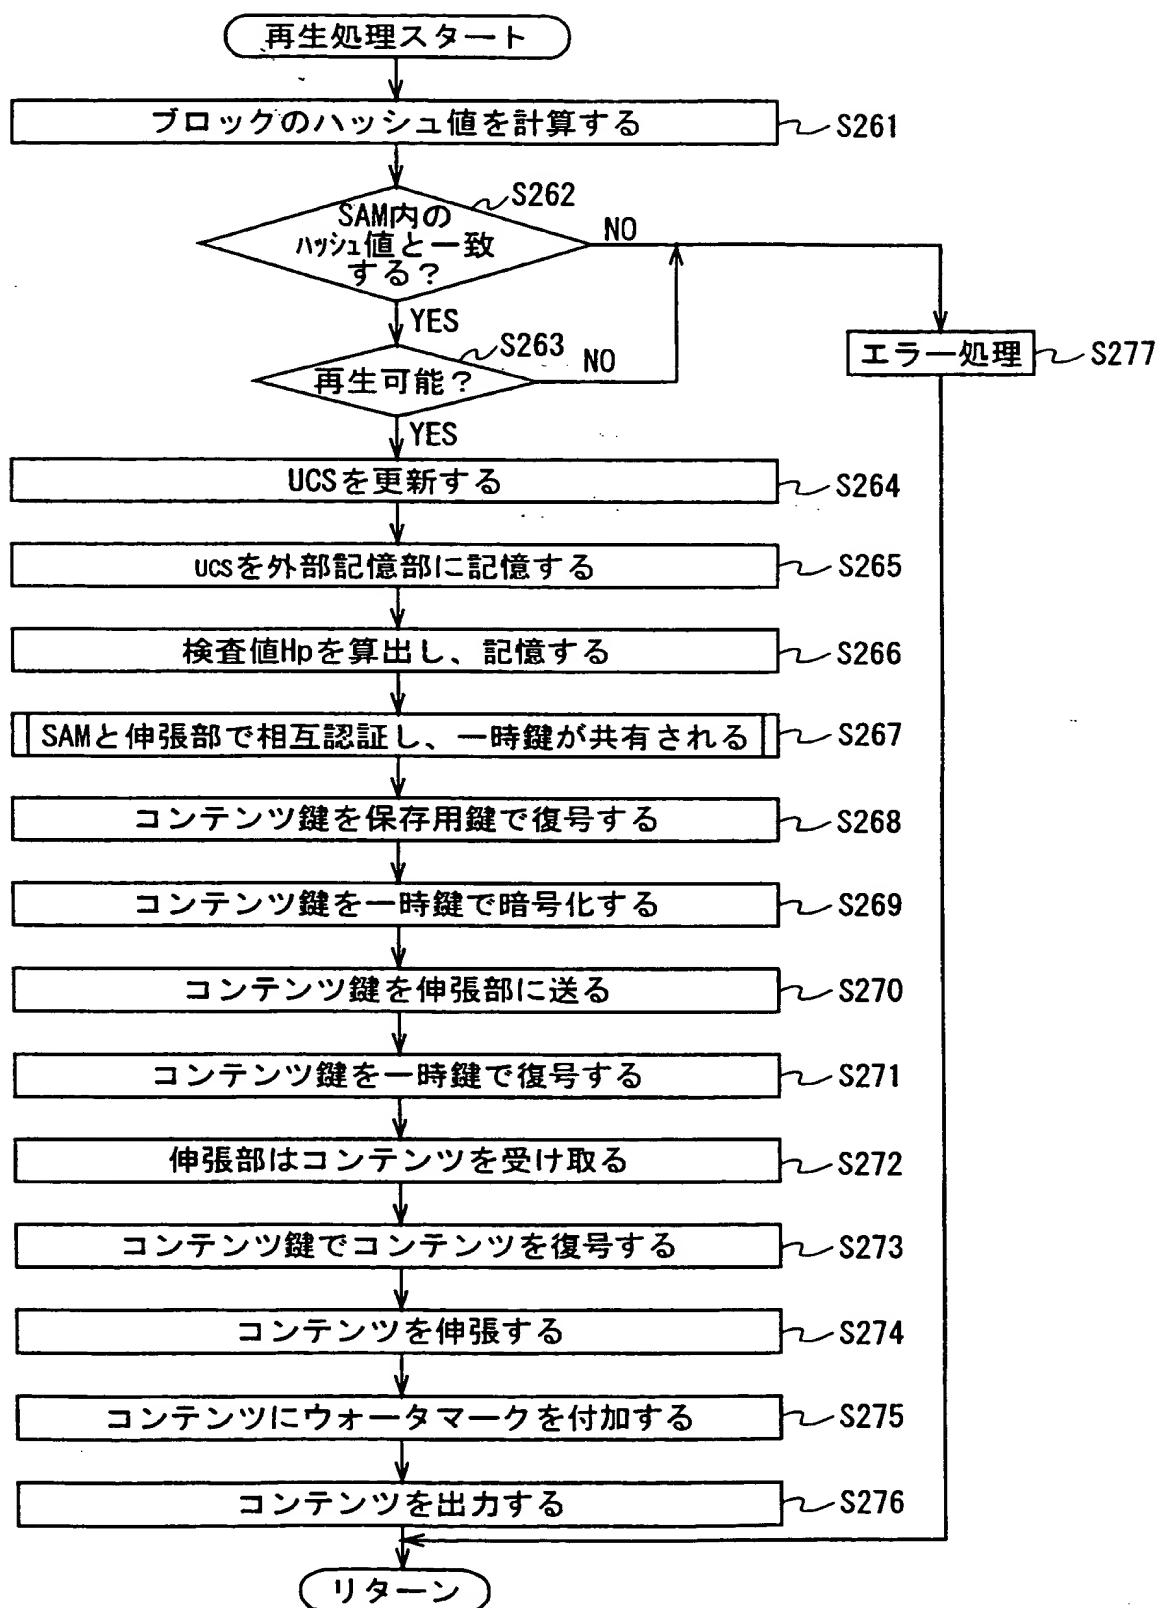 再生処理スタート
ブロックのハッシュ値を計算する
S261
S262
SAM内の
ハッシュ値と一致
する?
NO
YES
S263
再生可能?
NO
エラー処理
S277
YES
UCSを更新する
S264
UCSを外部記憶部に記憶する
S265
検査値Hpを算出し、記憶する
S266
SAMと伸張部で相互認証し、一時鍵が共有される
S267
コンテンツ鍵を保存用鍵で復号する
S268
コンテンツ鍵を一時鍵で暗号化する
S269
コンテンツ鍵を伸張部に送る
S270
コンテンツ鍵を一時鍵で復号する
S271
伸張部はコンテンツを受け取る
S272
コンテンツ鍵でコンテンツを復号する
S273
コンテンツを伸張する
S274
コンテンツにウォータマークを付加する
S275
コンテンツを出力する
S276
リターン